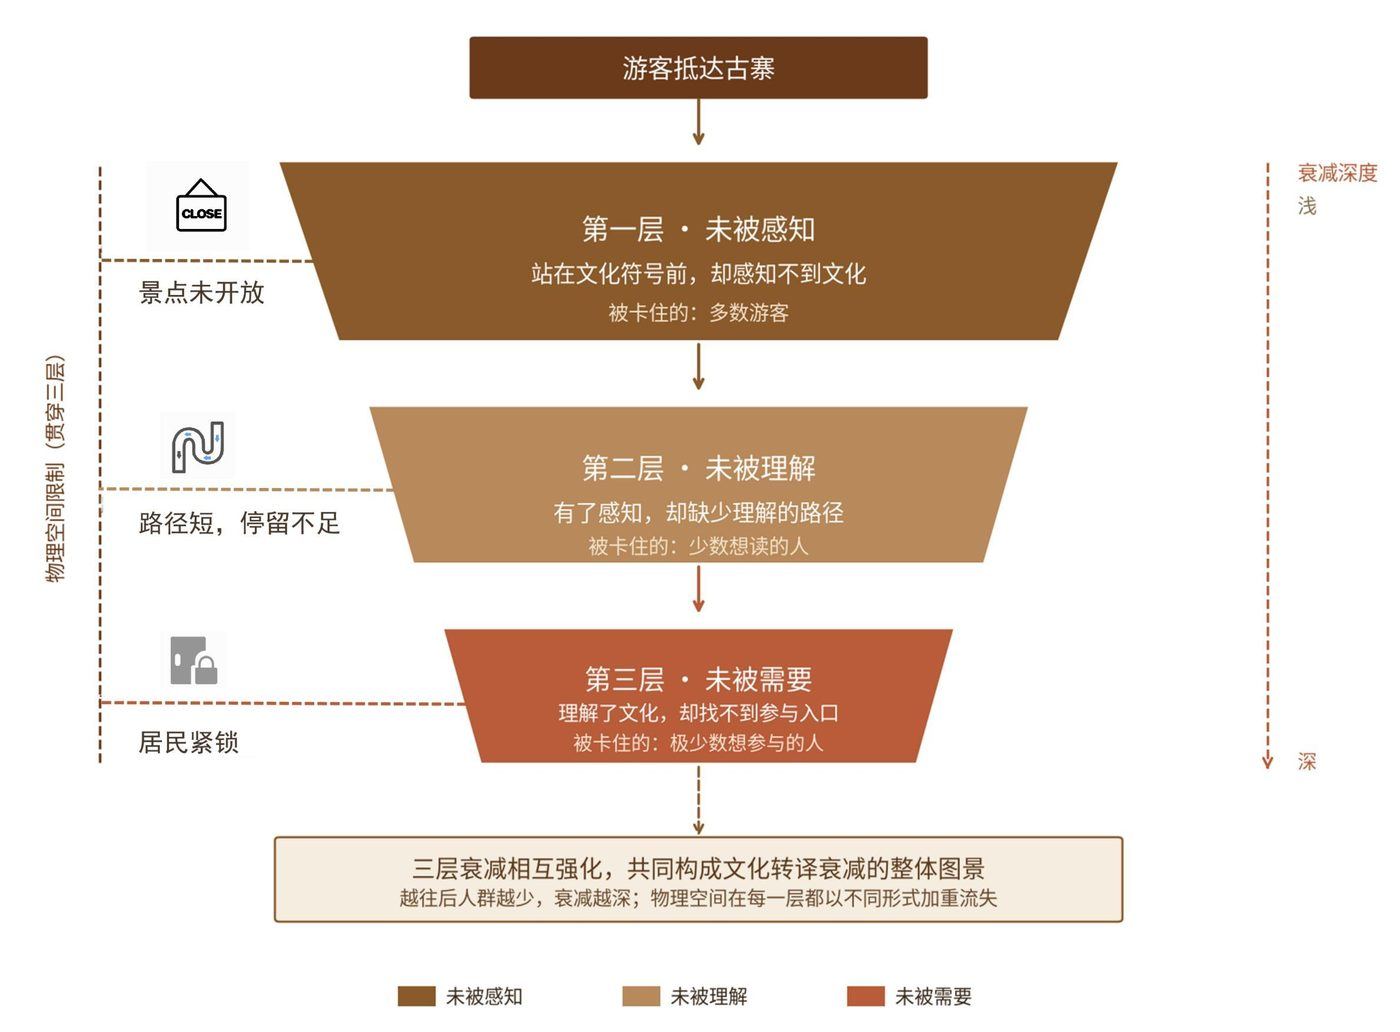 游客抵达古寨
衰减深度
浅
CLOSE
第一层 · 未被感知
站在文化符号前，却感知不到文化
被卡住的：多数游客
景点未开放
物理空间限制（贯穿三层）
第二层 · 未被理解
有了感知，却缺少理解的路径
被卡住的：少数想读的人
路径短，停留不足
第三层 · 未被需要
理解了文化，却找不到参与入口
被卡住的：极少数想参与的人
居民紧锁
深
三层衰减相互强化，共同构成文化转译衰减的整体图景
越往后人群越少，衰减越深；物理空间在每一层都以不同形式加重流失
未被感知
未被理解
未被需要